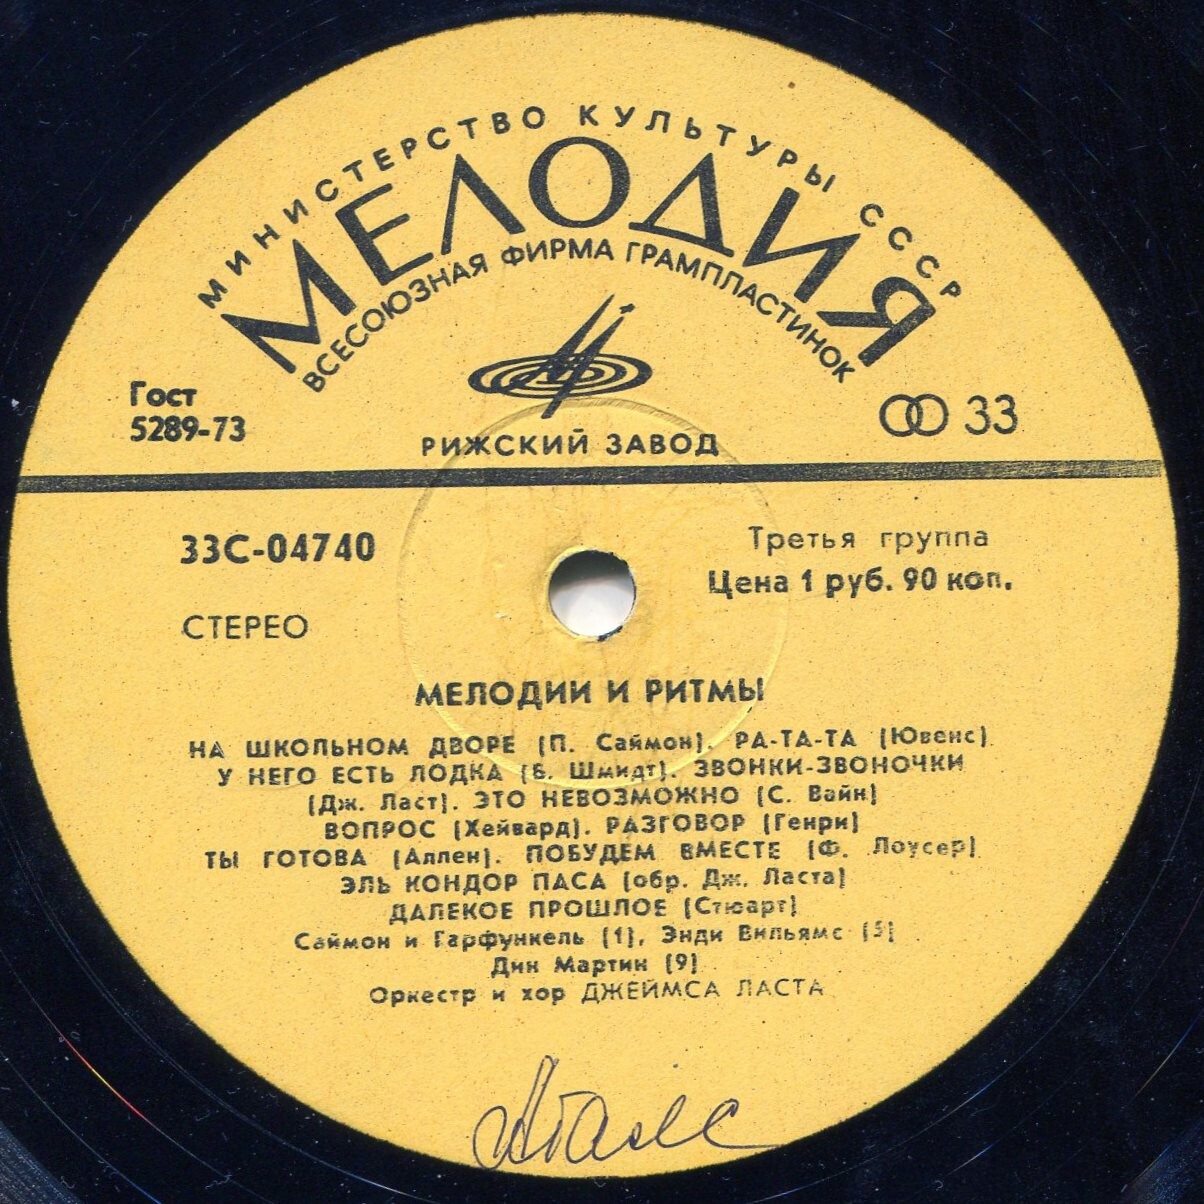 МИНИСТЕРСТВО КУЛЬТУРЫ СССР
МЕЛОДИЯ
ВСЕСОЮЗНАЯ ФИРМА ГРАМПЛАСТИНОК
Гост
5289-73
33
РИЖСКИЙ ЗАВОД
33С-04740
Третья группа
Цена 1 руб. 90 коп.
СТЕРЕО
МЕЛОДИИ И РИТМЫ
НА ШКОЛЬНОМ ДВОРЕ (П. Саймон). РА-ТА-ТА (Ювенс)
У НЕГО ЕСТЬ ЛОДКА (Б. Шмидт). ЗВОНКИ-ЗВОНОЧКИ
(Дж. Ласт). ЭТО НЕВОЗМОЖНО (С. Вайн)
ВОПРОС (Хейвард). РАЗГОВОР (Генри)
ТЫ ГОТОВА (Аллен). ПОБУДЕМ ВМЕСТЕ (Ф. Лоусер)
ЭЛЬ КОНДОР ПАСА (обр. Дж. Ласта)
ДАЛЕКОЕ ПРОШЛОЕ (Стюарт)
Саймон и Гарфункель (1), Энди Вильямс (5)
Дин Мартин (9)
Оркестр и хор ДЖЕЙМСА ЛАСТА